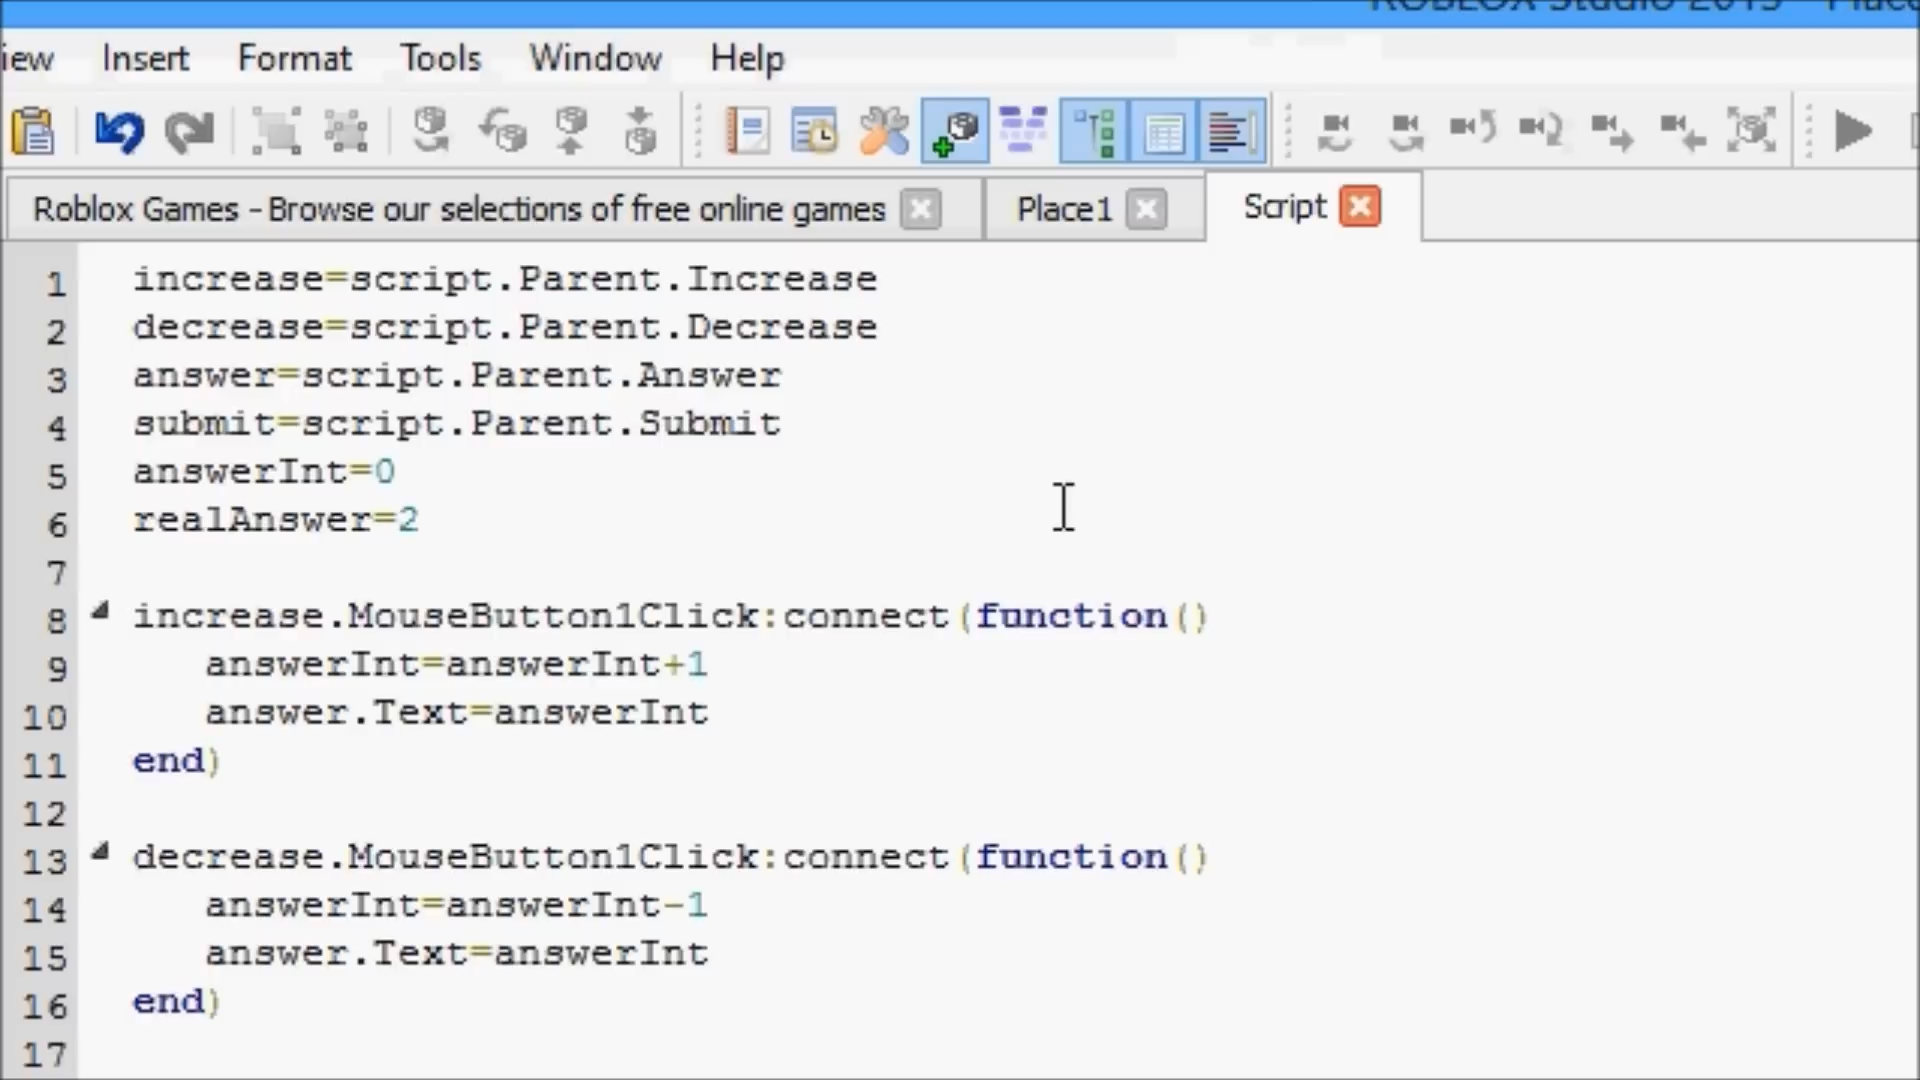 Insert Format Tools Window Help
Roblox Games - Browse our selections of free online games Place1 Script
1 increase=script.Parent.Increase
2 decrease=script.Parent.Decrease
3 answer=script.Parent.Answer
4 submit=script.Parent.Submit
5 answerInt=0
6 realAnswer=2
7
8 increase.MouseButton1Click:connect(function()
9 answerInt=answerInt+1
10 answer.Text=answerInt
11 end)
12
13 decrease.MouseButton1Click:connect(function()
14 answerInt=answerInt-1
15 answer.Text=answerInt
16 end)
17